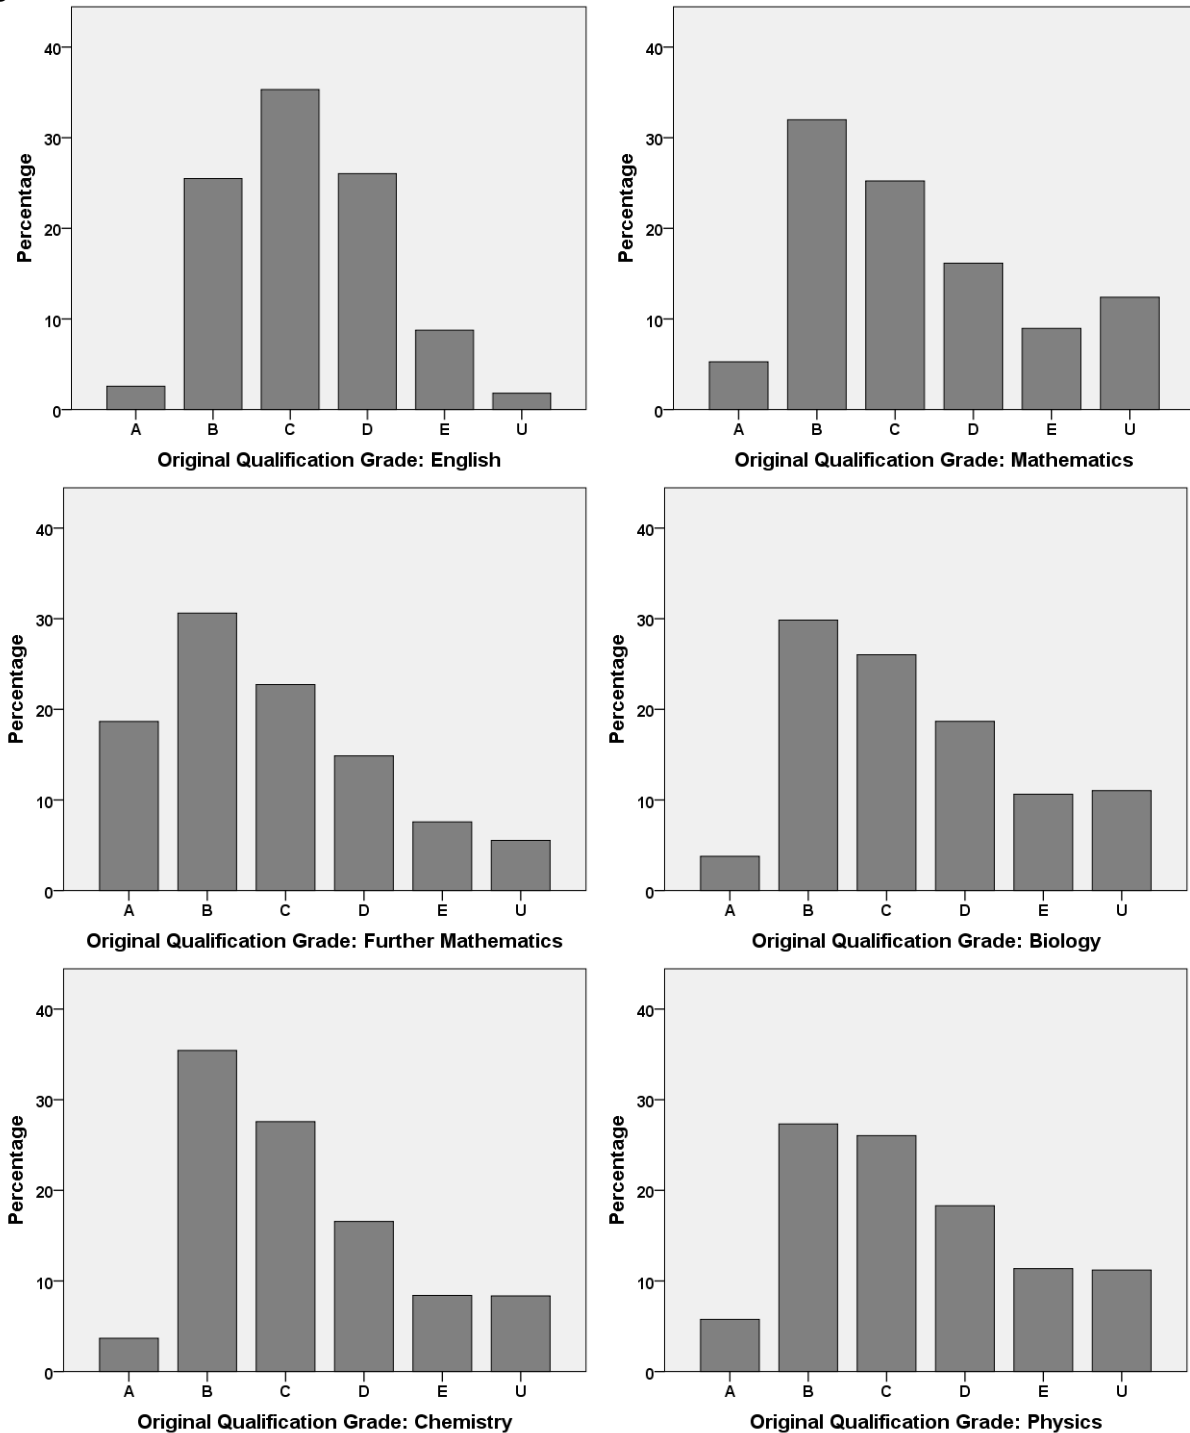 40
30
20
10
0
Percentage
A B C D E U
Original Qualification Grade: English
40
30
20
10
0
Percentage
A B C D E U
Original Qualification Grade: Mathematics
40
30
20
10
0
Percentage
A B C D E U
Original Qualification Grade: Further Mathematics
40
30
20
10
0
Percentage
A B C D E U
Original Qualification Grade: Biology
40
30
20
10
0
Percentage
A B C D E U
Original Qualification Grade: Chemistry
40
30
20
10
0
Percentage
A B C D E U
Original Qualification Grade: Physics